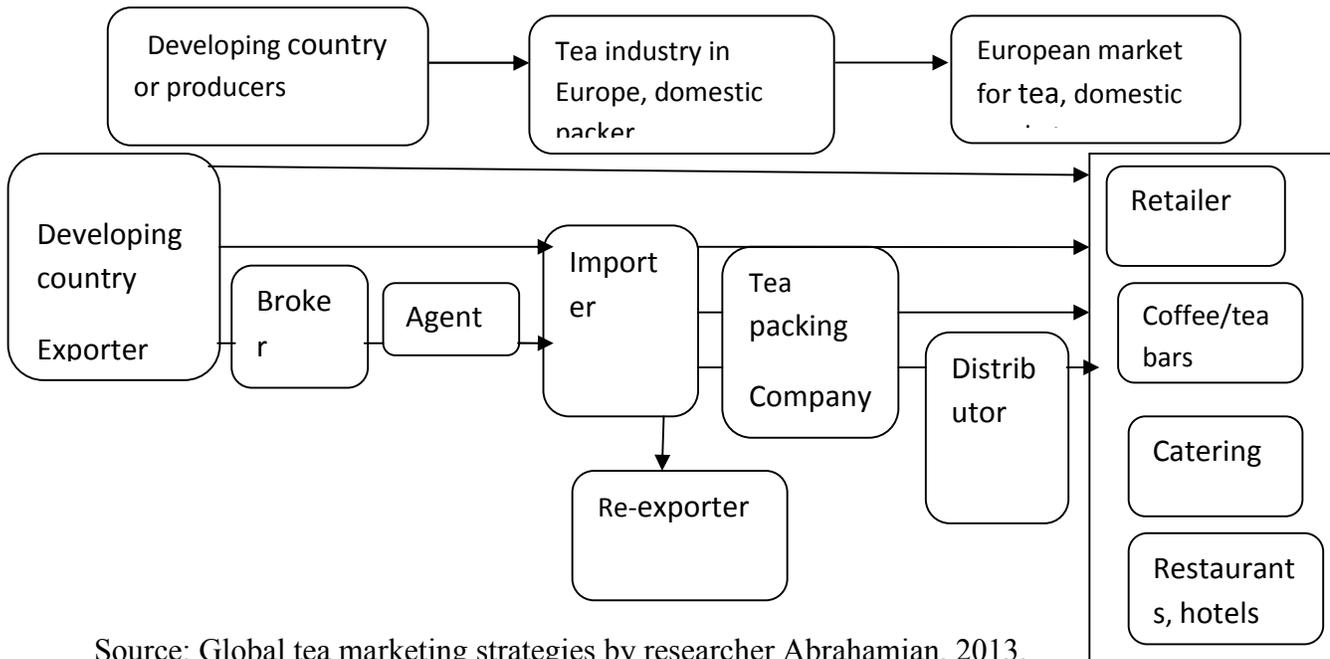 Developing country
or producers
Tea industry in
Europe, domestic
packer
European market
for tea, domestic
Developing
country
Exporter
Broke
r
Agent
Import
er
Tea
packing
Company
Distrib
utor
Re-exporter
Retailer
Coffee/tea
bars
Catering
Restaurant
s, hotels
Source: Global tea marketing strategies by researcher Abrahamian, 2013.